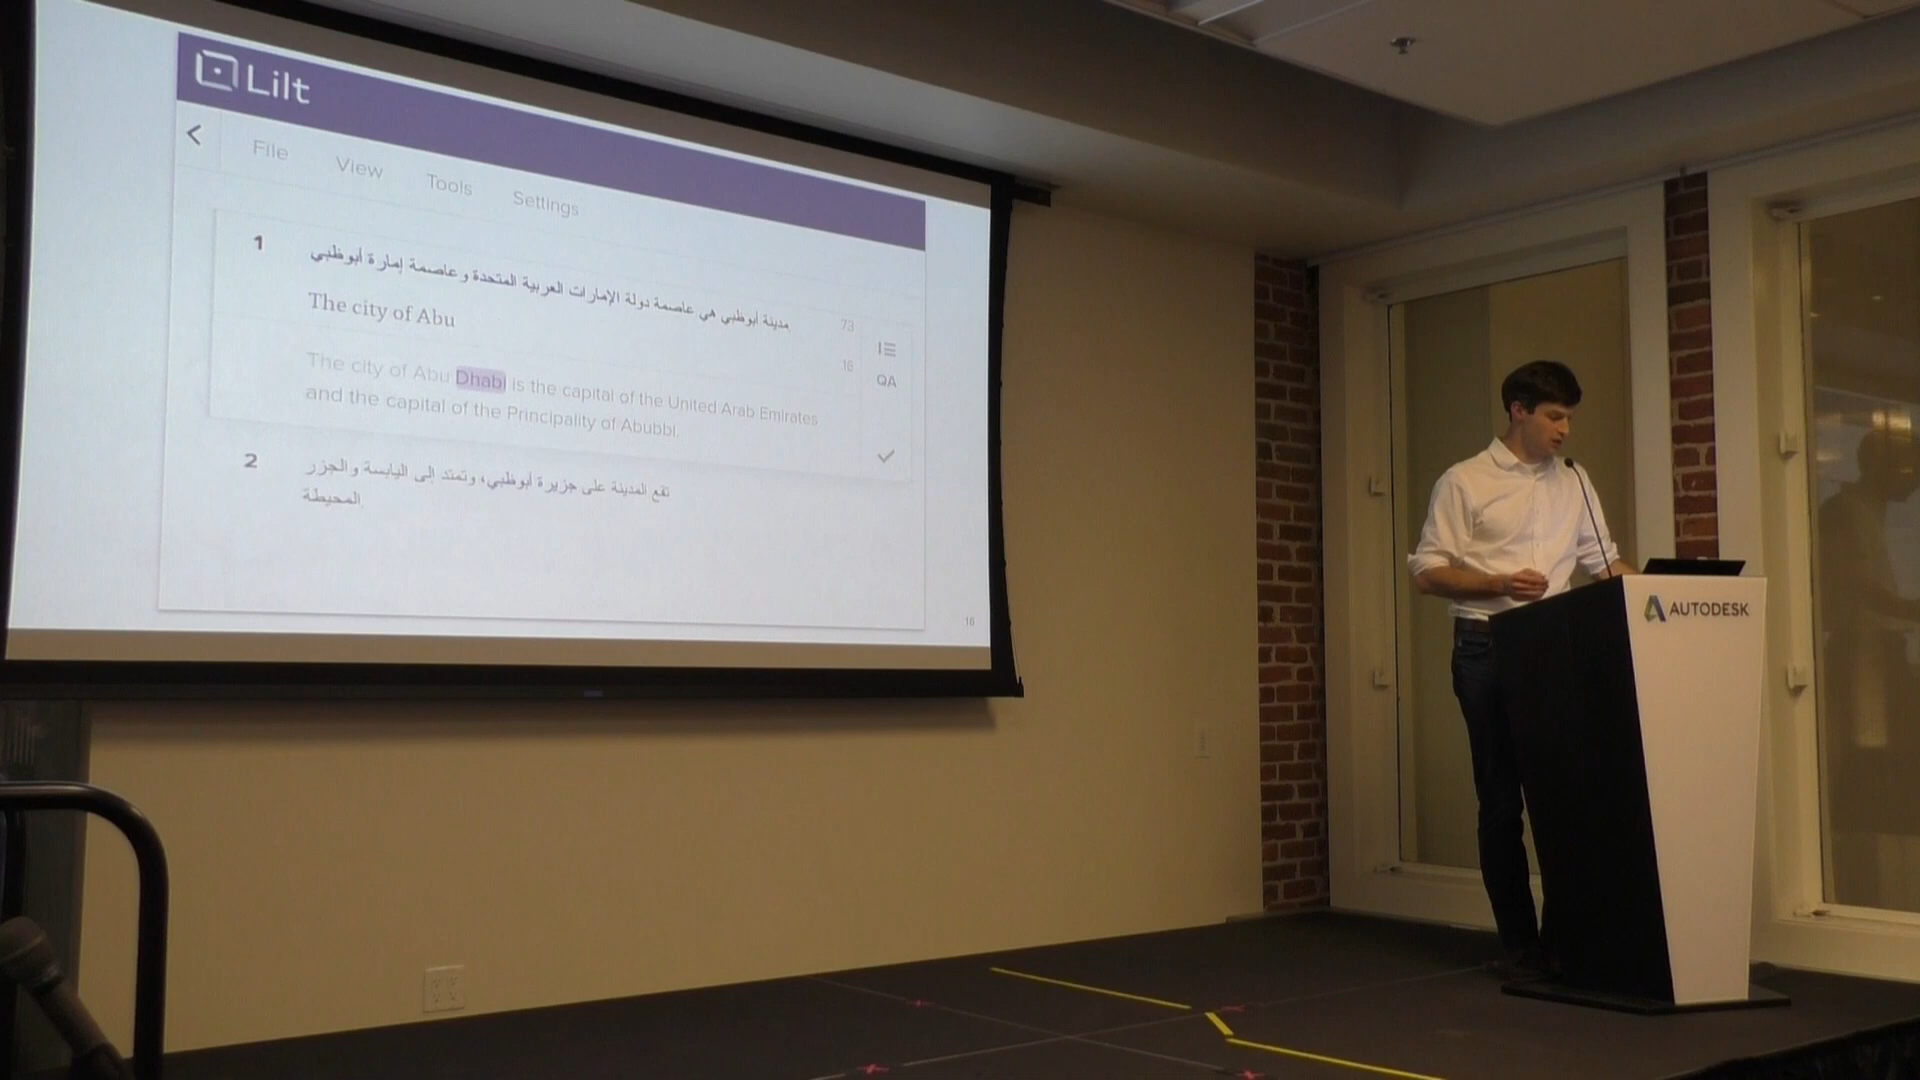 Lilt
File View Tools Settings
1
مدينة أبوظبي هي عاصمة دولة الإمارات العربية المتحدة وعاصمة إمارة أبوظبي
The city of Abu
73
16
The city of Abu Dhabi is the capital of the United Arab Emirates
and the capital of the Principality of Abubbi.
QA
2
تقع المدينة على جزيرة أبوظبي، وتمتد إلى اليابسة والجزر
المحيطة
16
AUTODESK